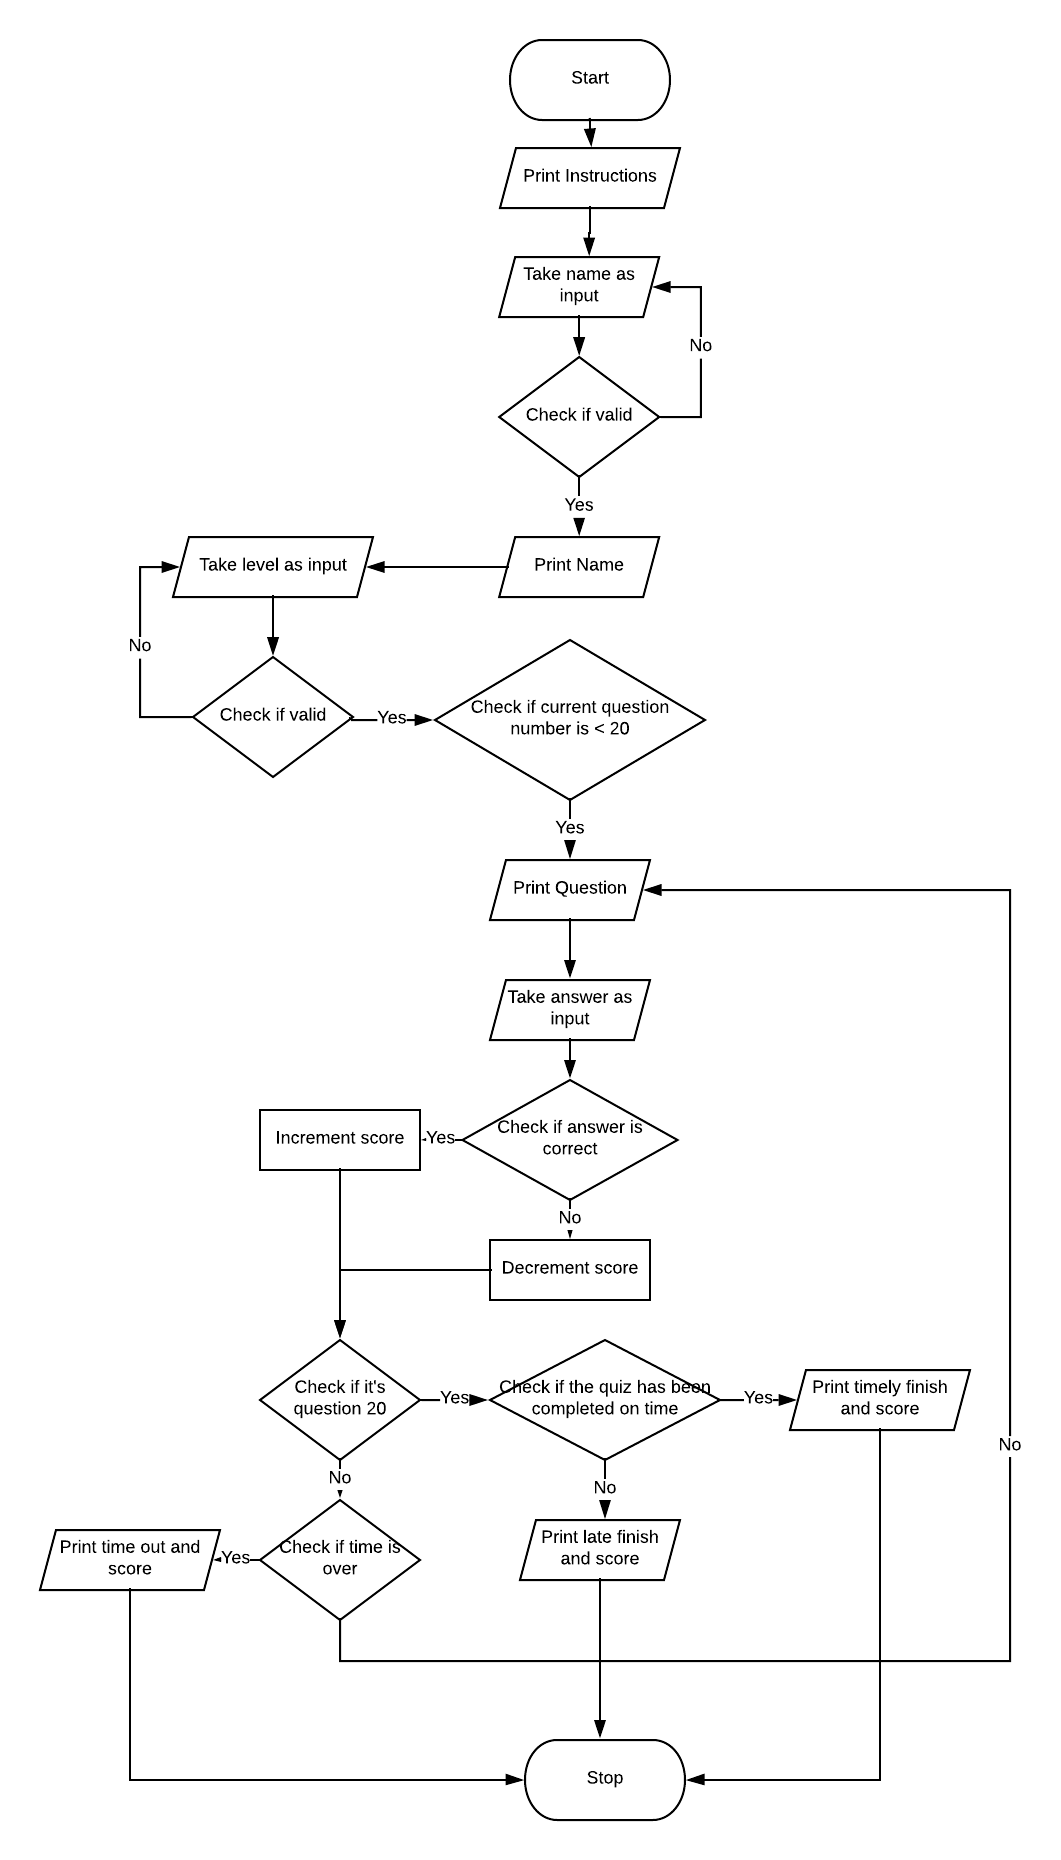 Start
Print Instructions
Take name as
input
No
Check if valid
Yes
Take level as input
Print Name
No
Check if valid
Yes
Check if current question
number is < 20
Yes
Print Question
Take answer as
input
Increment score
Yes
Check if answer is
correct
No
Decrement score
Check if it's
question 20
Yes
Check if the quiz has been
completed on time
Yes
Print timely finish
and score
No
No
No
Print time out and
score
Yes
Check if time is
over
Print late finish
and score
Stop